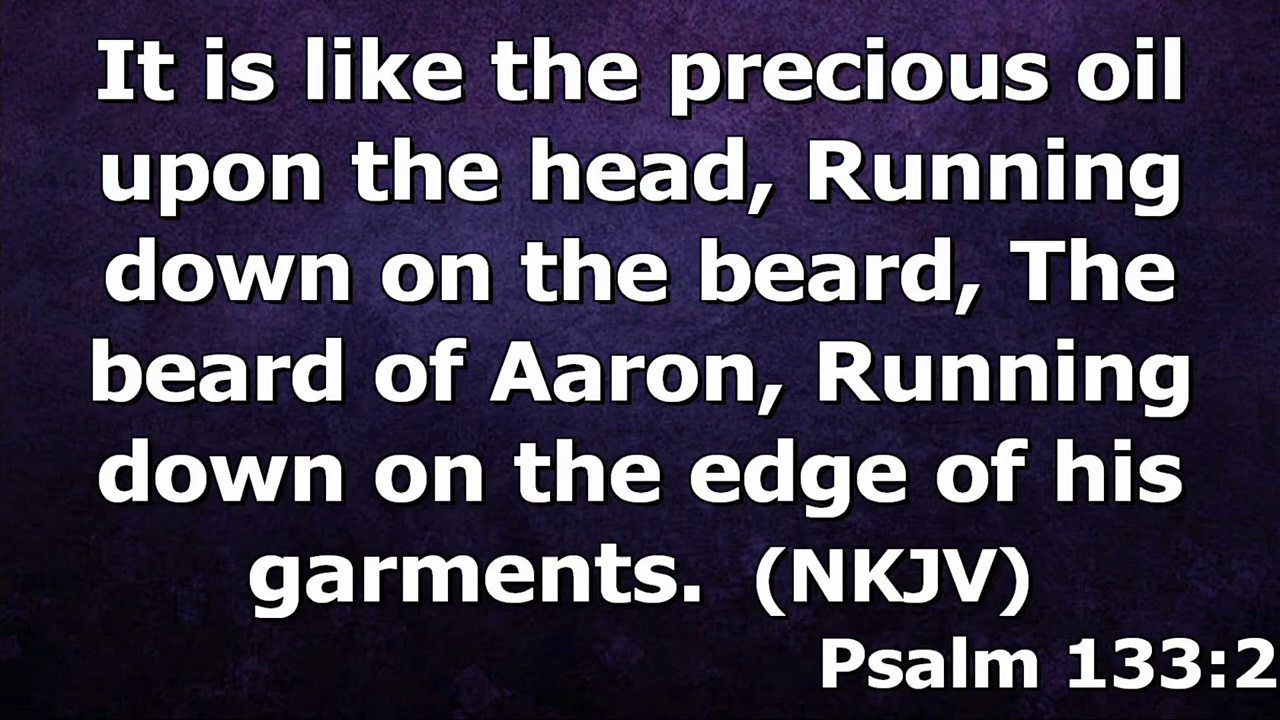 It is like the precious oil
upon the head, Running
down on the beard, The
beard of Aaron, Running
down on the edge of his
garments.  (NKJV)
Psalm 133:2